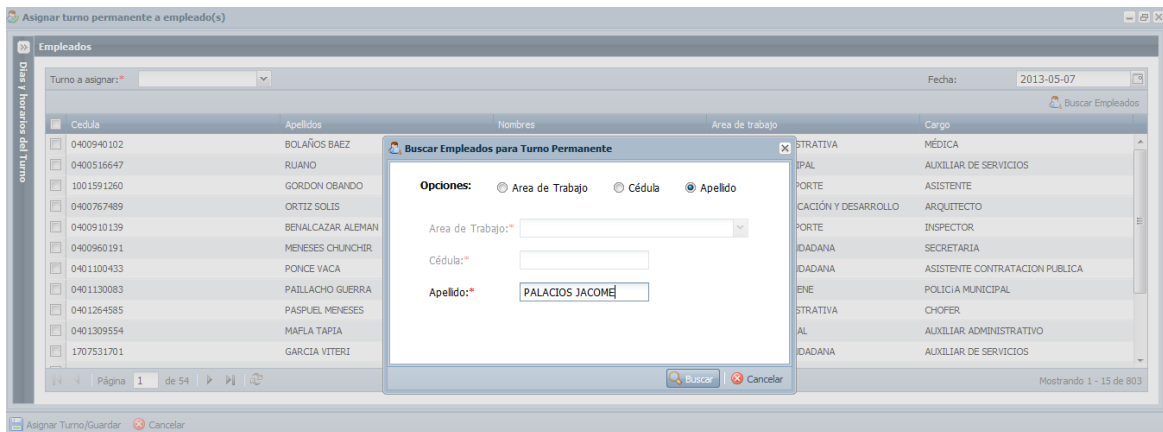 Asignar turno permanente a empleado(s)
Empleados
Días y horarios del Turno
Turno a asignar:* Fecha: 2013-05-07
Buscar Empleados
Cedula Apellidos Nombres Area de trabajo Cargo
0400940102 BOLAÑOS BAEZ STRATIVA MÉDICA
0400516647 RUANO IPAL AUXILIAR DE SERVICIOS
1001591260 GORDON OBANDO PORTE ASISTENTE
0400767489 ORTIZ SOLIS CACIÓN Y DESARROLLO ARQUITECTO
0400910139 BENALCAZAR ALEMAN PORTE INSPECTOR
0400960191 MENESES CHUNCHIR DADANA SECRETARIA
0401100433 PONCE VACA DADANA ASISTENTE CONTRATACION PUBLICA
0401130083 PAILLACHO GUERRA ENE POLICíA MUNICIPAL
0401264585 PASPUEL MENESES STRATIVA CHOFER
0401309554 MAFLA TAPIA AL AUXILIAR ADMINISTRATIVO
1707531701 GARCIA VITERI DADANA AUXILIAR DE SERVICIOS
Buscar Empleados para Turno Permanente
Opciones: Area de Trabajo Cédula Apellido
Area de Trabajo:*
Cédula:*
Apellido:* PALACIOS JACOME
Buscar Cancelar
Página 1 de 54 Mostrando 1 - 15 de 803
Asignar Turno/Guardar Cancelar